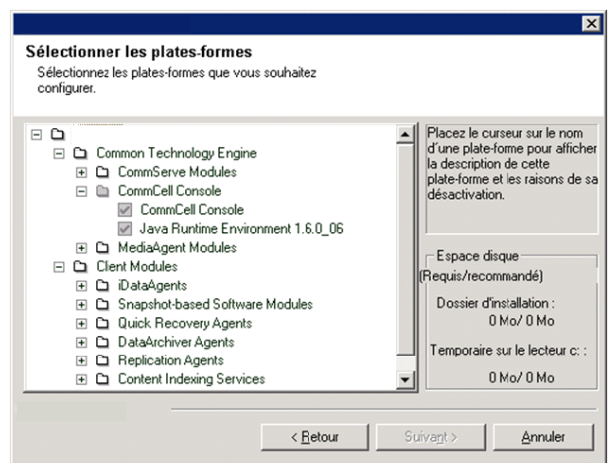 Sélectionner les plates-formes
Sélectionnez les plates-formes que vous souhaitez
configurer.
Common Technology Engine
CommServe Modules
CommCell Console
CommCell Console
Java Runtime Environment 1.6.0_06
MediaAgent Modules
Client Modules
iDataAgents
Snapshot-based Software Modules
Quick Recovery Agents
DataArchiver Agents
Replication Agents
Content Indexing Services
Placez le curseur sur le nom
d'une plate-forme pour afficher
la description de cette
plate-forme et les raisons de sa
désactivation.
Espace disque
(Requis/recommandé)
Dossier d'installation :
0 Mo/ 0 Mo
Temporaire sur le lecteur c: :
0 Mo/ 0 Mo
< Retour
Suivant >
Annuler